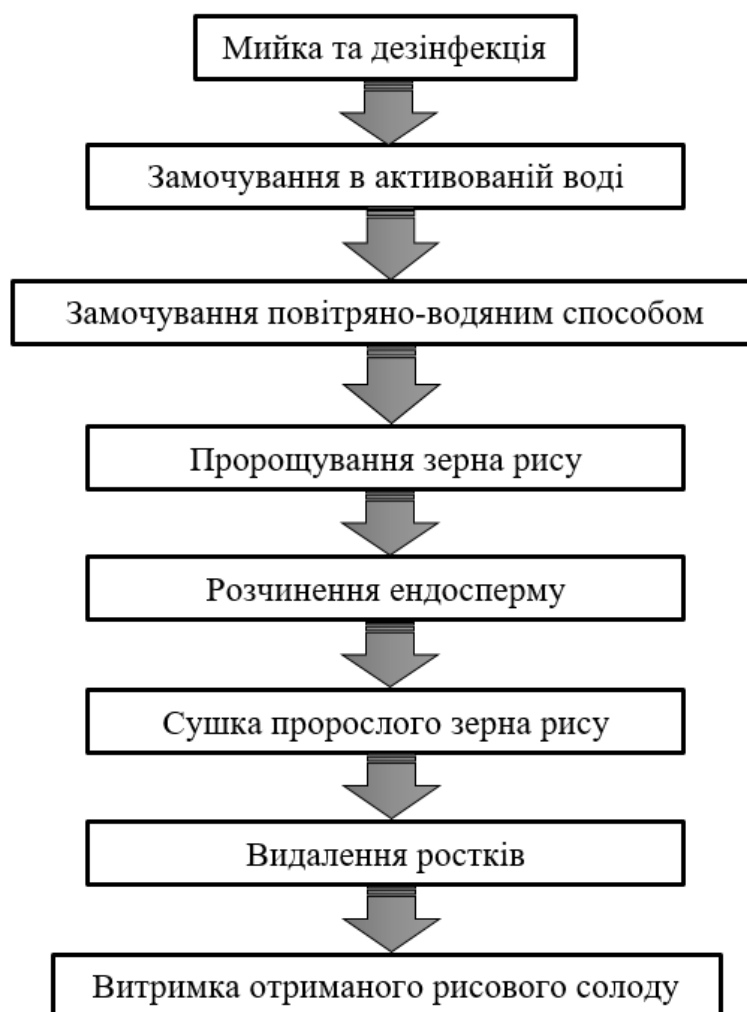 Мийка та дезінфекція
Замочування в активованій воді
Замочування повітряно-водяним способом
Пророщування зерна рису
Розчинення ендосперму
Сушка пророслого зерна рису
Видалення ростків
Витримка отриманого рисового солоду